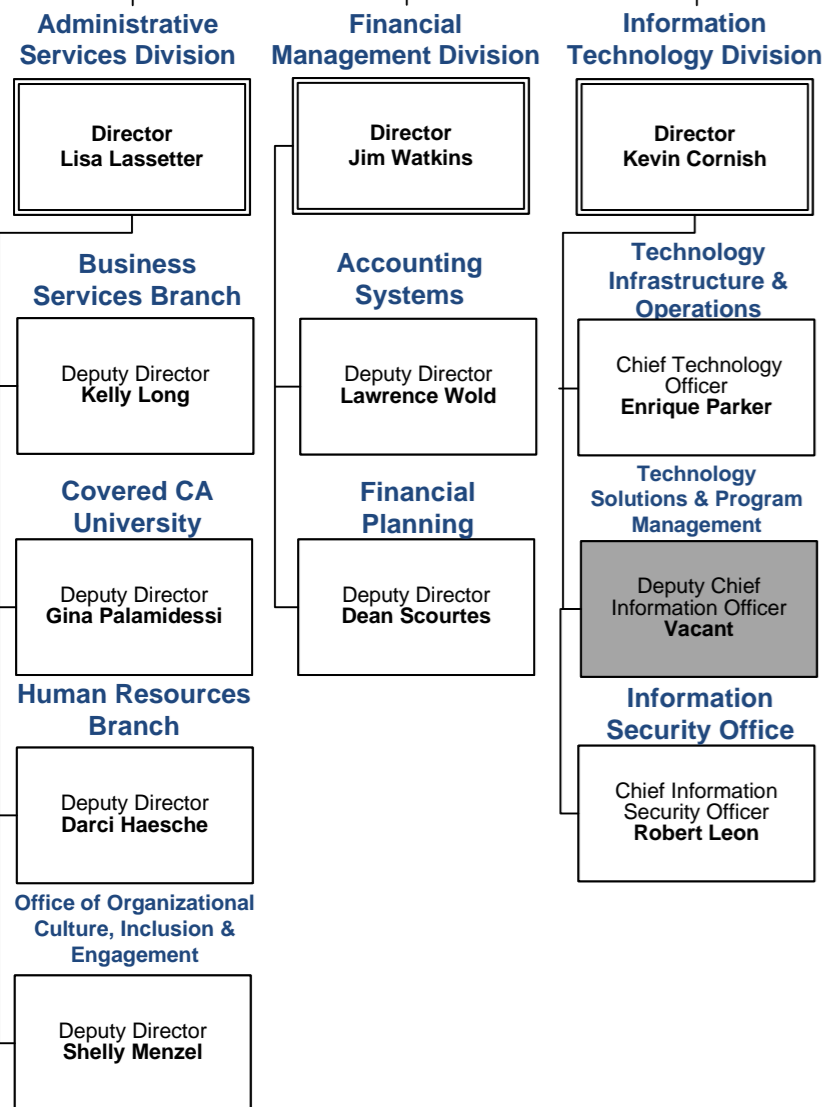 Administrative
Services Division
Director
Lisa Lassetter
Business
Services Branch
Deputy Director
Kelly Long
Covered CA
University
Deputy Director
Gina Palamidessi
Human Resources
Branch
Deputy Director
Darci Haesche
Office of Organizational
Culture, Inclusion &
Engagement
Deputy Director
Shelly Menzel
Financial
Management Division
Director
Jim Watkins
Accounting
Systems
Deputy Director
Lawrence Wold
Financial
Planning
Deputy Director
Dean Scourtes
Information
Technology Division
Director
Kevin Cornish
Technology
Infrastructure &
Operations
Chief Technology
Officer
Enrique Parker
Technology
Solutions & Program
Management
Deputy Chief
Information Officer
Vacant
Information
Security Office
Chief Information
Security Officer
Robert Leon